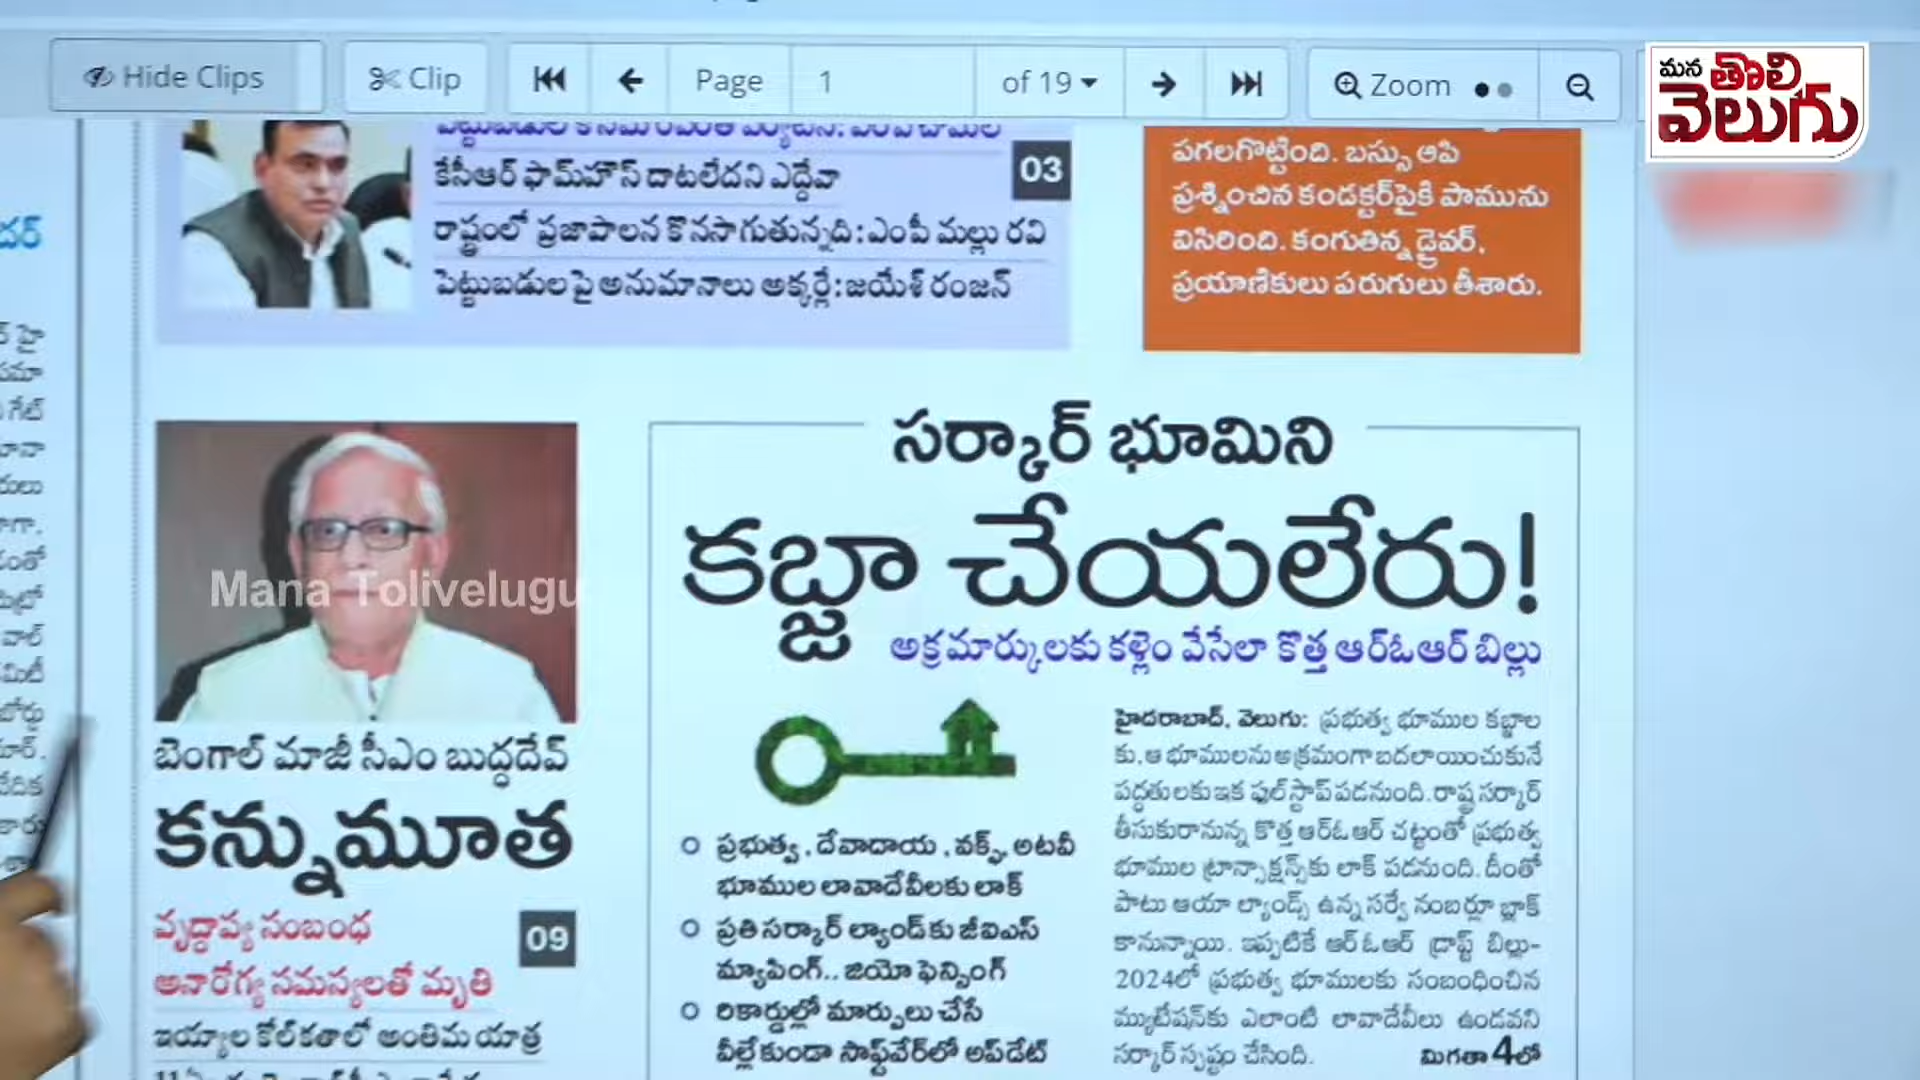 Hide Clips
Clip
Page
1
of 19
Zoom
మన
తొలి
వెలుగు
కేసీఆర్ ఫామ్‌హౌస్ దాటలేదని ఎద్దేవా
03
రాష్ట్రంలో ప్రజాపాలన కొనసాగుతున్నది: ఎంపీ మల్లు రవి
పెట్టుబడులపై అనుమానాలు అక్కర్లే: జయేశ్ రంజన్
పగలగొట్టింది. బస్సు ఆపి
ప్రశ్నించిన కండక్టర్‌పైకి పామును
విసిరింది. కంగుతిన్న డ్రైవర్,
ప్రయాణికులు పరుగులు తీశారు.
Mana Tolivelugu
బెంగాల్ మాజీ సీఎం బుద్ధదేవ్
కన్నుమూత
వృద్ధాప్య సంబంధ
అనారోగ్య సమస్యలతో మృతి
09
ఇయ్యాల కోల్‌కతాలో అంతిమ యాత్ర
సర్కార్ భూమిని
కబ్జా చేయలేరు!
అక్రమార్కులకు కళ్లెం వేసేలా కొత్త ఆర్ఓఆర్ బిల్లు
ప్రభుత్వ, దేవాదాయ, వక్ఫ్, అటవీ
భూముల లావాదేవీలకు లాక్
ప్రతి సర్కార్ ల్యాండ్‌కు జీఐఎస్
మ్యాపింగ్.. జియో ఫెన్సింగ్
రికార్డుల్లో మార్పులు చేసే
వీల్లేకుండా సాఫ్ట్‌వేర్‌లో అప్‌డేట్
హైదరాబాద్, వెలుగు: ప్రభుత్వ భూముల కబ్జాల
కు, ఆ భూములను అక్రమంగా బదలాయించుకునే
పద్ధతులకు ఇక ఫుల్‌స్టాప్ పడనుంది. రాష్ట్ర సర్కార్
తీసుకురానున్న కొత్త ఆర్ఓఆర్ చట్టంతో ప్రభుత్వ
భూముల ట్రాన్సాక్షన్స్‌కు లాక్ పడనుంది. దీంతో
పాటు ఆయా ల్యాండ్స్ ఉన్న సర్వే నంబర్లూ బ్లాక్
కానున్నాయి. ఇప్పటికే ఆర్ఓఆర్ డ్రాఫ్ట్ బిల్లు-
2024లో ప్రభుత్వ భూములకు సంబంధించిన
మ్యుటేషన్‌కు ఎలాంటి లావాదేవీలు ఉండవని
సర్కార్ స్పష్టం చేసింది. మిగతా 4లో